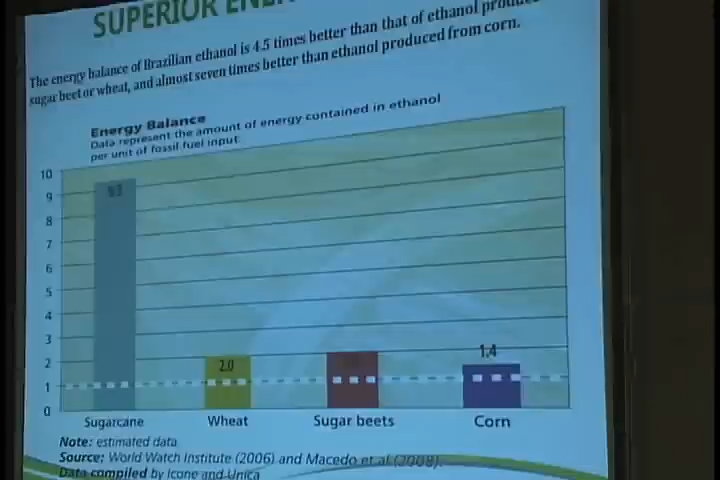 SUPERIOR
The energy balance of Brazilian ethanol is 4.5 times better than that of ethanol
sugar beet or wheat, and almost seven times better than ethanol produced from corn.
Energy Balance
Data represent the amount of energy contained in ethanol
per unit of fossil fuel input
10
9
8
7
6
5
4
3
2
1
0
2.0
1.4
Sugarcane
Wheat
Sugar beets
Corn
Note: estimated data
Source: World Watch Institute (2006) and Macedo et al (2008).
Data compiled by Icone and Unica